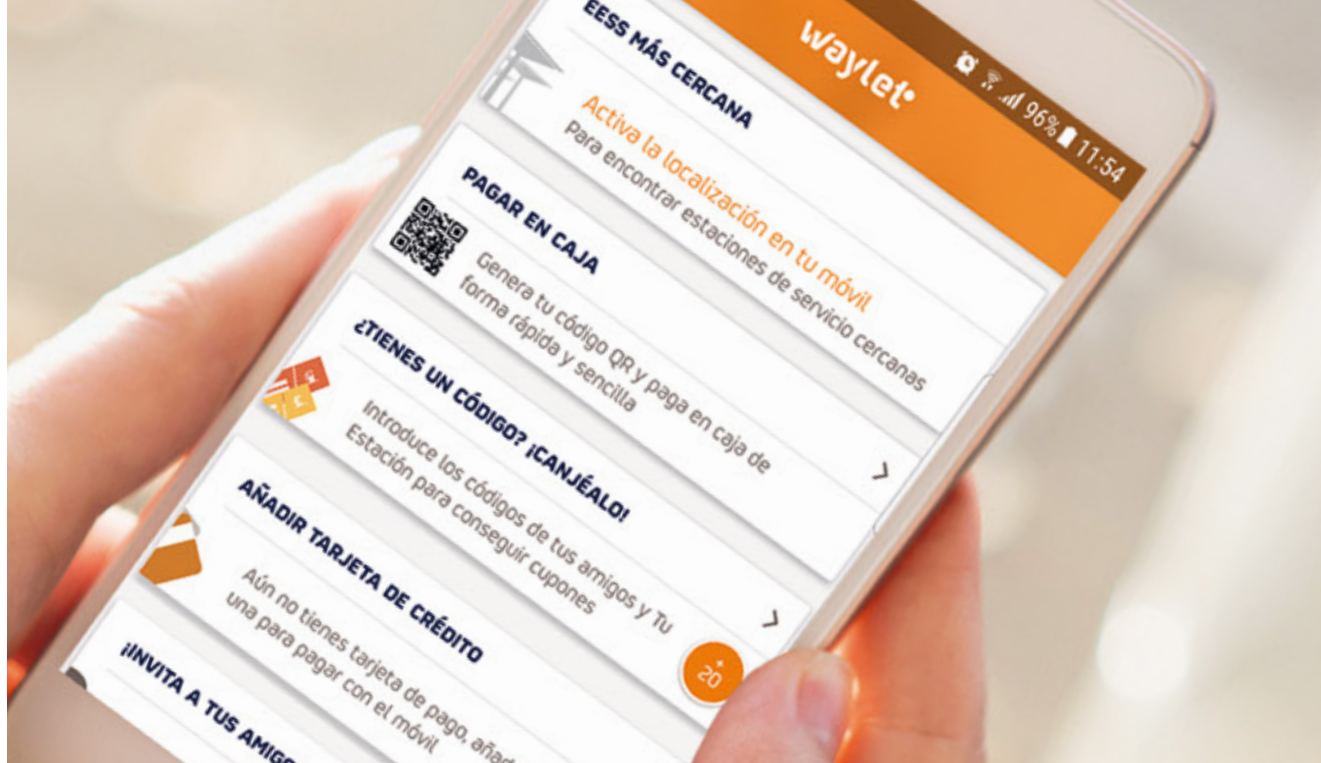 waylet
96% 11:54
EESS MÁS CERCANA
Activa la localización en tu móvil
Para encontrar estaciones de servicio cercanas
PAGAR EN CAJA
Genera tu código QR y paga en caja de
forma rápida y sencilla
¿TIENES UN CÓDIGO? ¡CANJÉALO!
Introduce los códigos de tus amigos y Tu
Estación para conseguir cupones
+
20
AÑADIR TARJETA DE CRÉDITO
Aún no tienes tarjeta de pago, añad
una para pagar con el móvil
¡INVITA A TUS AMIGO